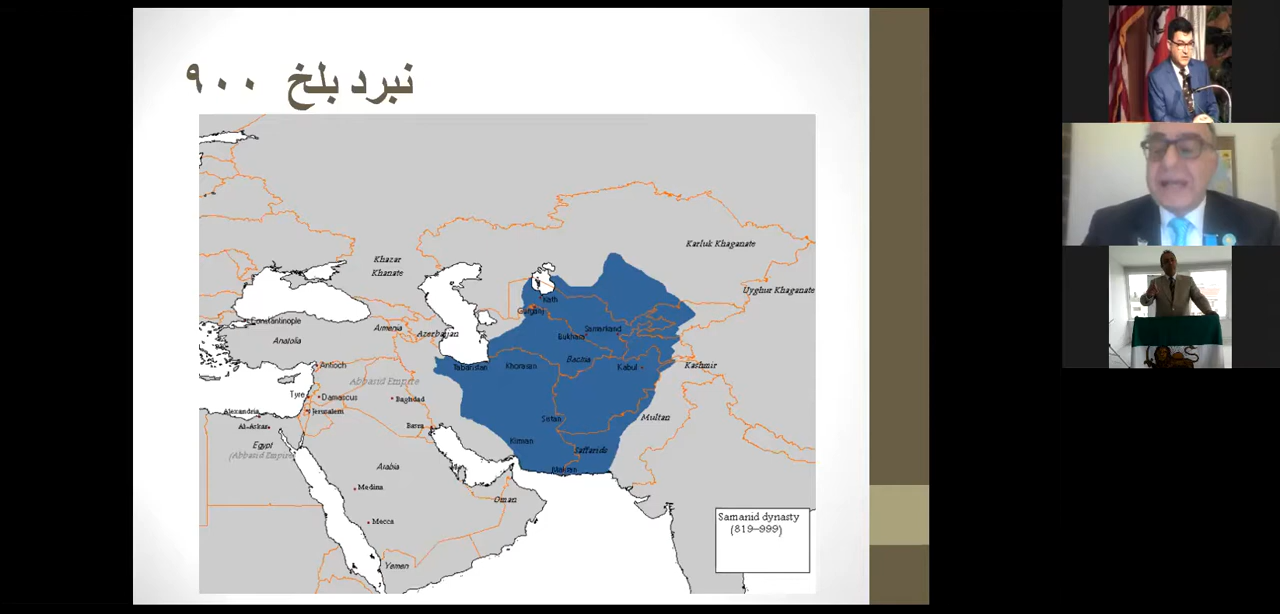 نبرد بلخ ۹۰۰
Karluk Khaganate
Khazar
Khanate
Uyghur Khaganate
Kath
Gurganj
Constantinople
Armenia
Azerbaijan
Samarkand
Bukhara
Anatolia
Antioch
Tabaristan
Khorasan
Kabul
Kashmir
Abbasid Empire
Tyre
Damascus
Baghdad
Alexandria
Jerusalem
Al-Askar
Basra
Sistan
Multan
Egypt
(Abbasid Empire)
Kirman
Saffarids
Makran
Arabia
Medina
Oman
Mecca
Samanid dynasty
(819–999)
Yemen